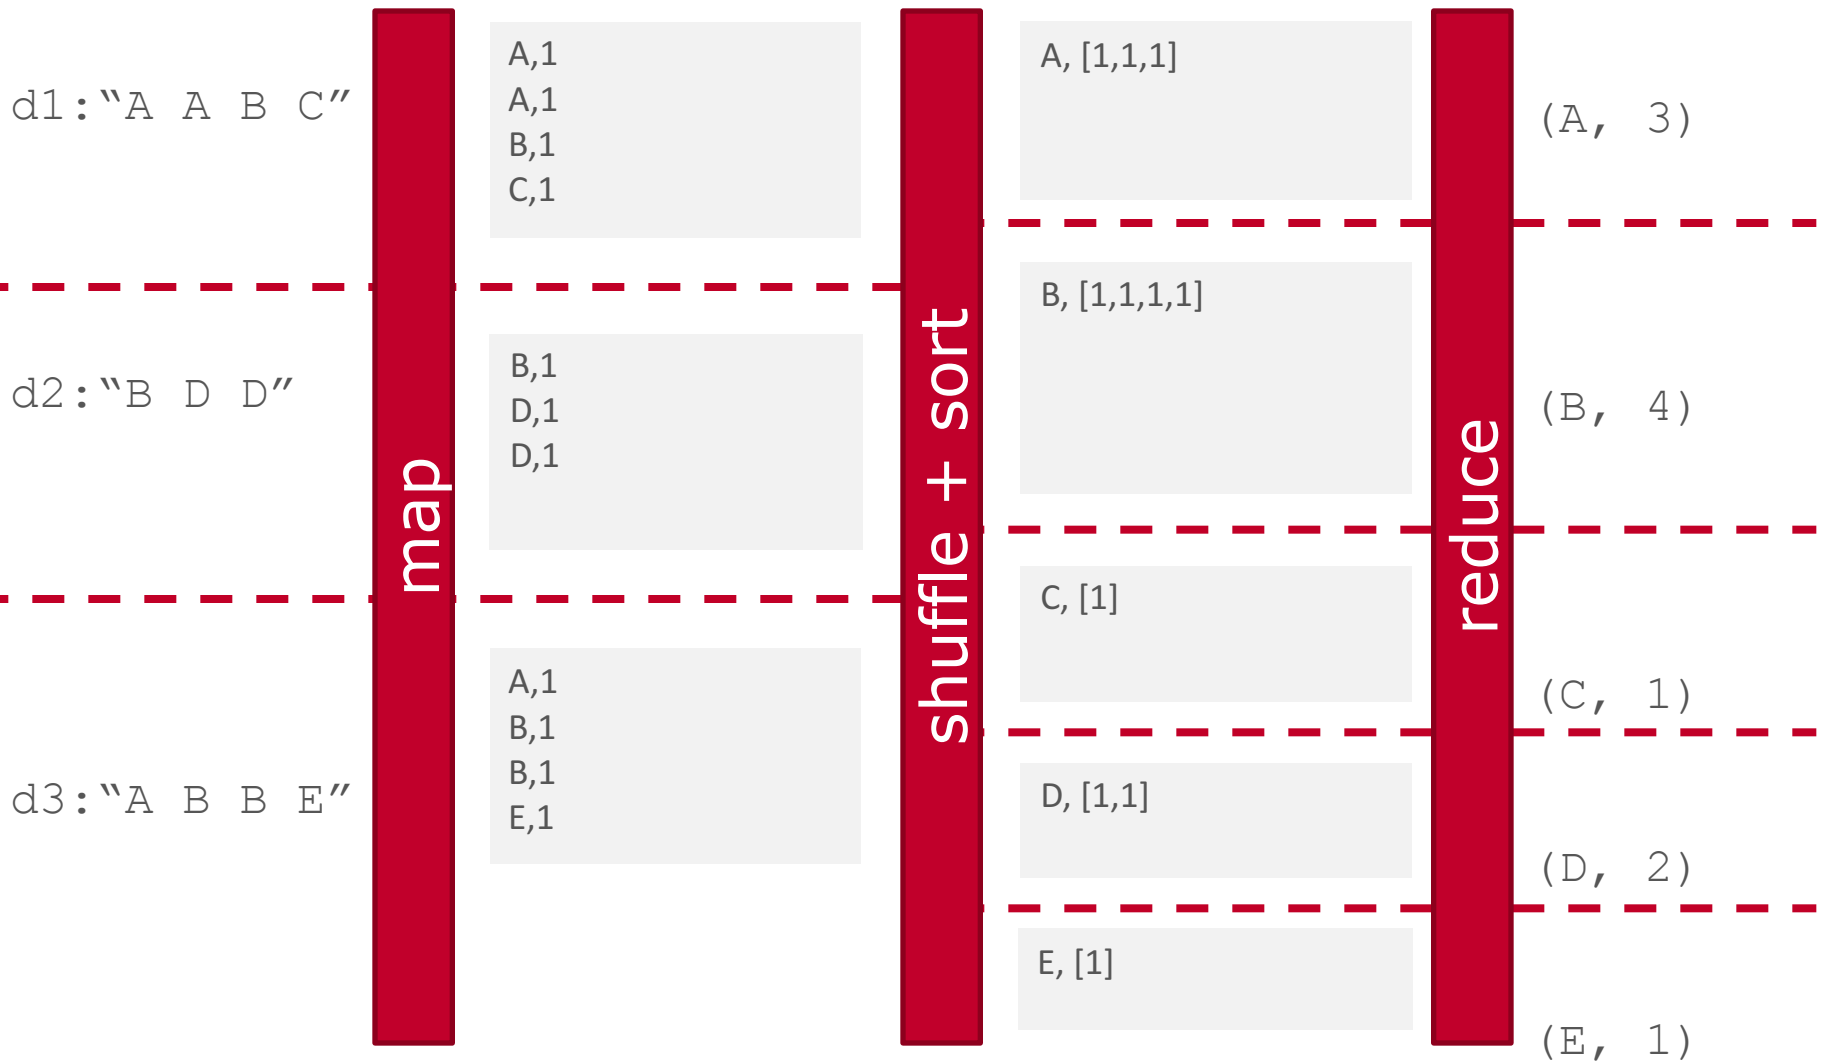 d1:“A A B C”
d2:“B D D”
d3:“A B B E”
map
A,1
A,1
B,1
C,1
B,1
D,1
D,1
A,1
B,1
B,1
E,1
shuffle + sort
A, [1,1,1]
B, [1,1,1,1]
C, [1]
D, [1,1]
E, [1]
reduce
(A, 3)
(B, 4)
(C, 1)
(D, 2)
(E, 1)